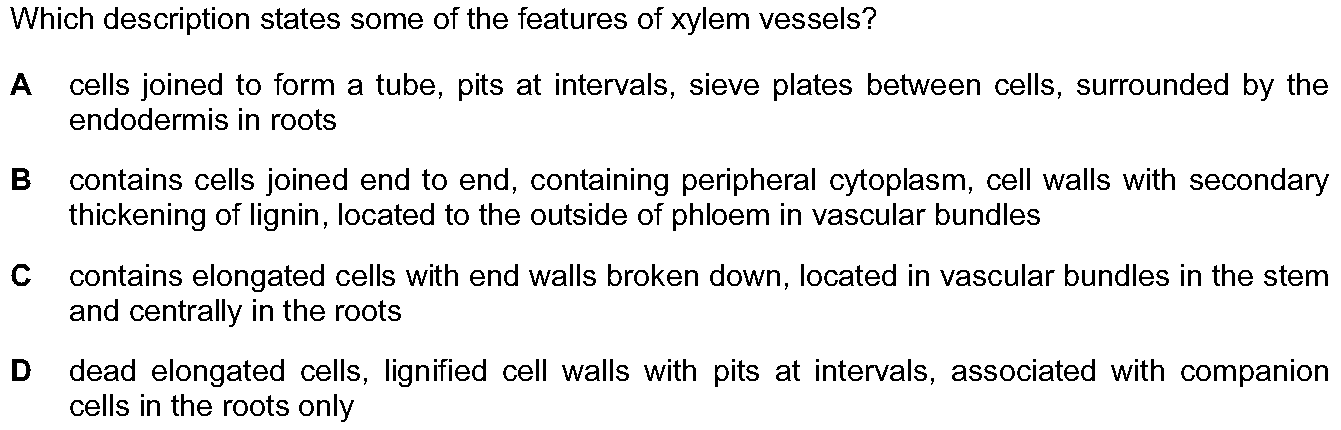 Which description states some of the features of xylem vessels?
A cells joined to form a tube, pits at intervals, sieve plates between cells, surrounded by the
endodermis in roots
B contains cells joined end to end, containing peripheral cytoplasm, cell walls with secondary
thickening of lignin, located to the outside of phloem in vascular bundles
C contains elongated cells with end walls broken down, located in vascular bundles in the stem
and centrally in the roots
D dead elongated cells, lignified cell walls with pits at intervals, associated with companion
cells in the roots only